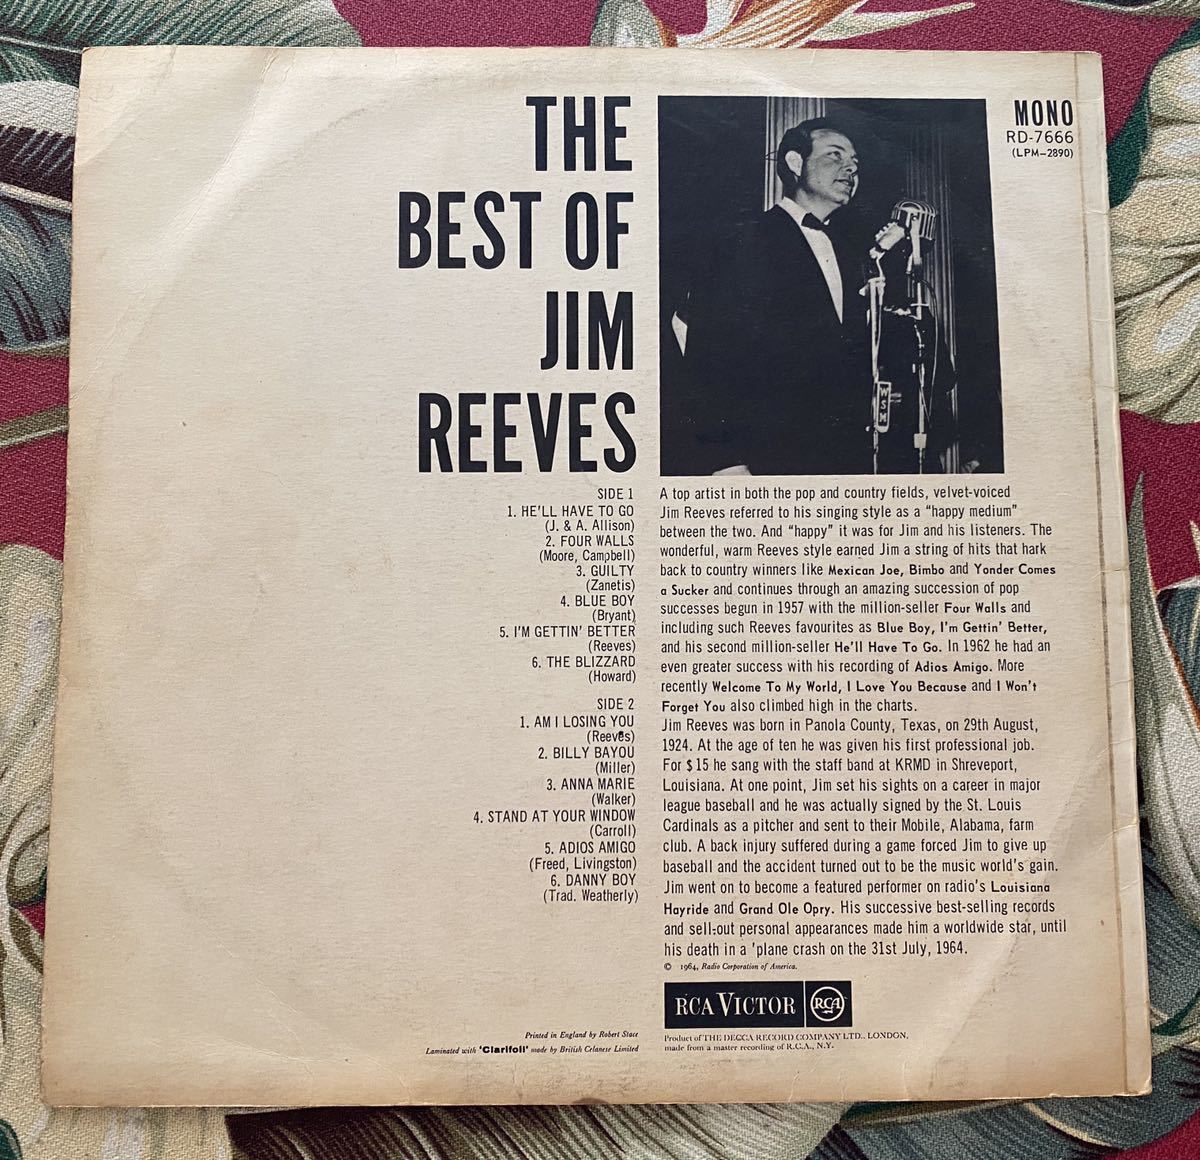 THE
BEST OF
JIM
REEVES
MONO
RD-7666
(LPM-2890)
WSM
SIDE 1
1. HE'LL HAVE TO GO
(J. & A. Allison)
2. FOUR WALLS
(Moore, Campbell)
3. GUILTY
(Zanetis)
4. BLUE BOY
(Bryant)
5. I'M GETTIN' BETTER
(Reeves)
6. THE BLIZZARD
(Howard)
SIDE 2
1. AM I LOSING YOU
(Reeves)
2. BILLY BAYOU
(Miller)
3. ANNA MARIE
(Walker)
4. STAND AT YOUR WINDOW
(Carroll)
5. ADIOS AMIGO
(Freed, Livingston)
6. DANNY BOY
(Trad. Weatherly)
A top artist in both the pop and country fields, velvet-voiced
Jim Reeves referred to his singing style as a "happy medium"
between the two. And "happy" it was for Jim and his listeners. The
wonderful, warm Reeves style earned Jim a string of hits that hark
back to country winners like Mexican Joe, Bimbo and Yonder Comes
a Sucker and continues through an amazing succession of pop
successes begun in 1957 with the million-seller Four Walls and
including such Reeves favourites as Blue Boy, I'm Gettin' Better,
and his second million-seller He'll Have To Go. In 1962 he had an
even greater success with his recording of Adios Amigo. More
recently Welcome To My World, I Love You Because and I Won't
Forget You also climbed high in the charts.
Jim Reeves was born in Panola County, Texas, on 29th August,
1924. At the age of ten he was given his first professional job.
For $15 he sang with the staff band at KRMD in Shreveport,
Louisiana. At one point, Jim set his sights on a career in major
league baseball and he was actually signed by the St. Louis
Cardinals as a pitcher and sent to their Mobile, Alabama, farm
club. A back injury suffered during a game forced Jim to give up
baseball and the accident turned out to be the music world's gain.
Jim went on to become a featured performer on radio's Louisiana
Hayride and Grand Ole Opry. His successive best-selling records
and sell-out personal appearances made him a worldwide star, until
his death in a 'plane crash on the 31st July, 1964.
© 1964, Radio Corporation of America.
RCA VICTOR RCA
Product of THE DECCA RECORD COMPANY LTD., LONDON,
made from a master recording of R.C.A., N.Y.
Printed in England by Robert Stace
Laminated with 'Clarifoil' made by British Celanese Limited